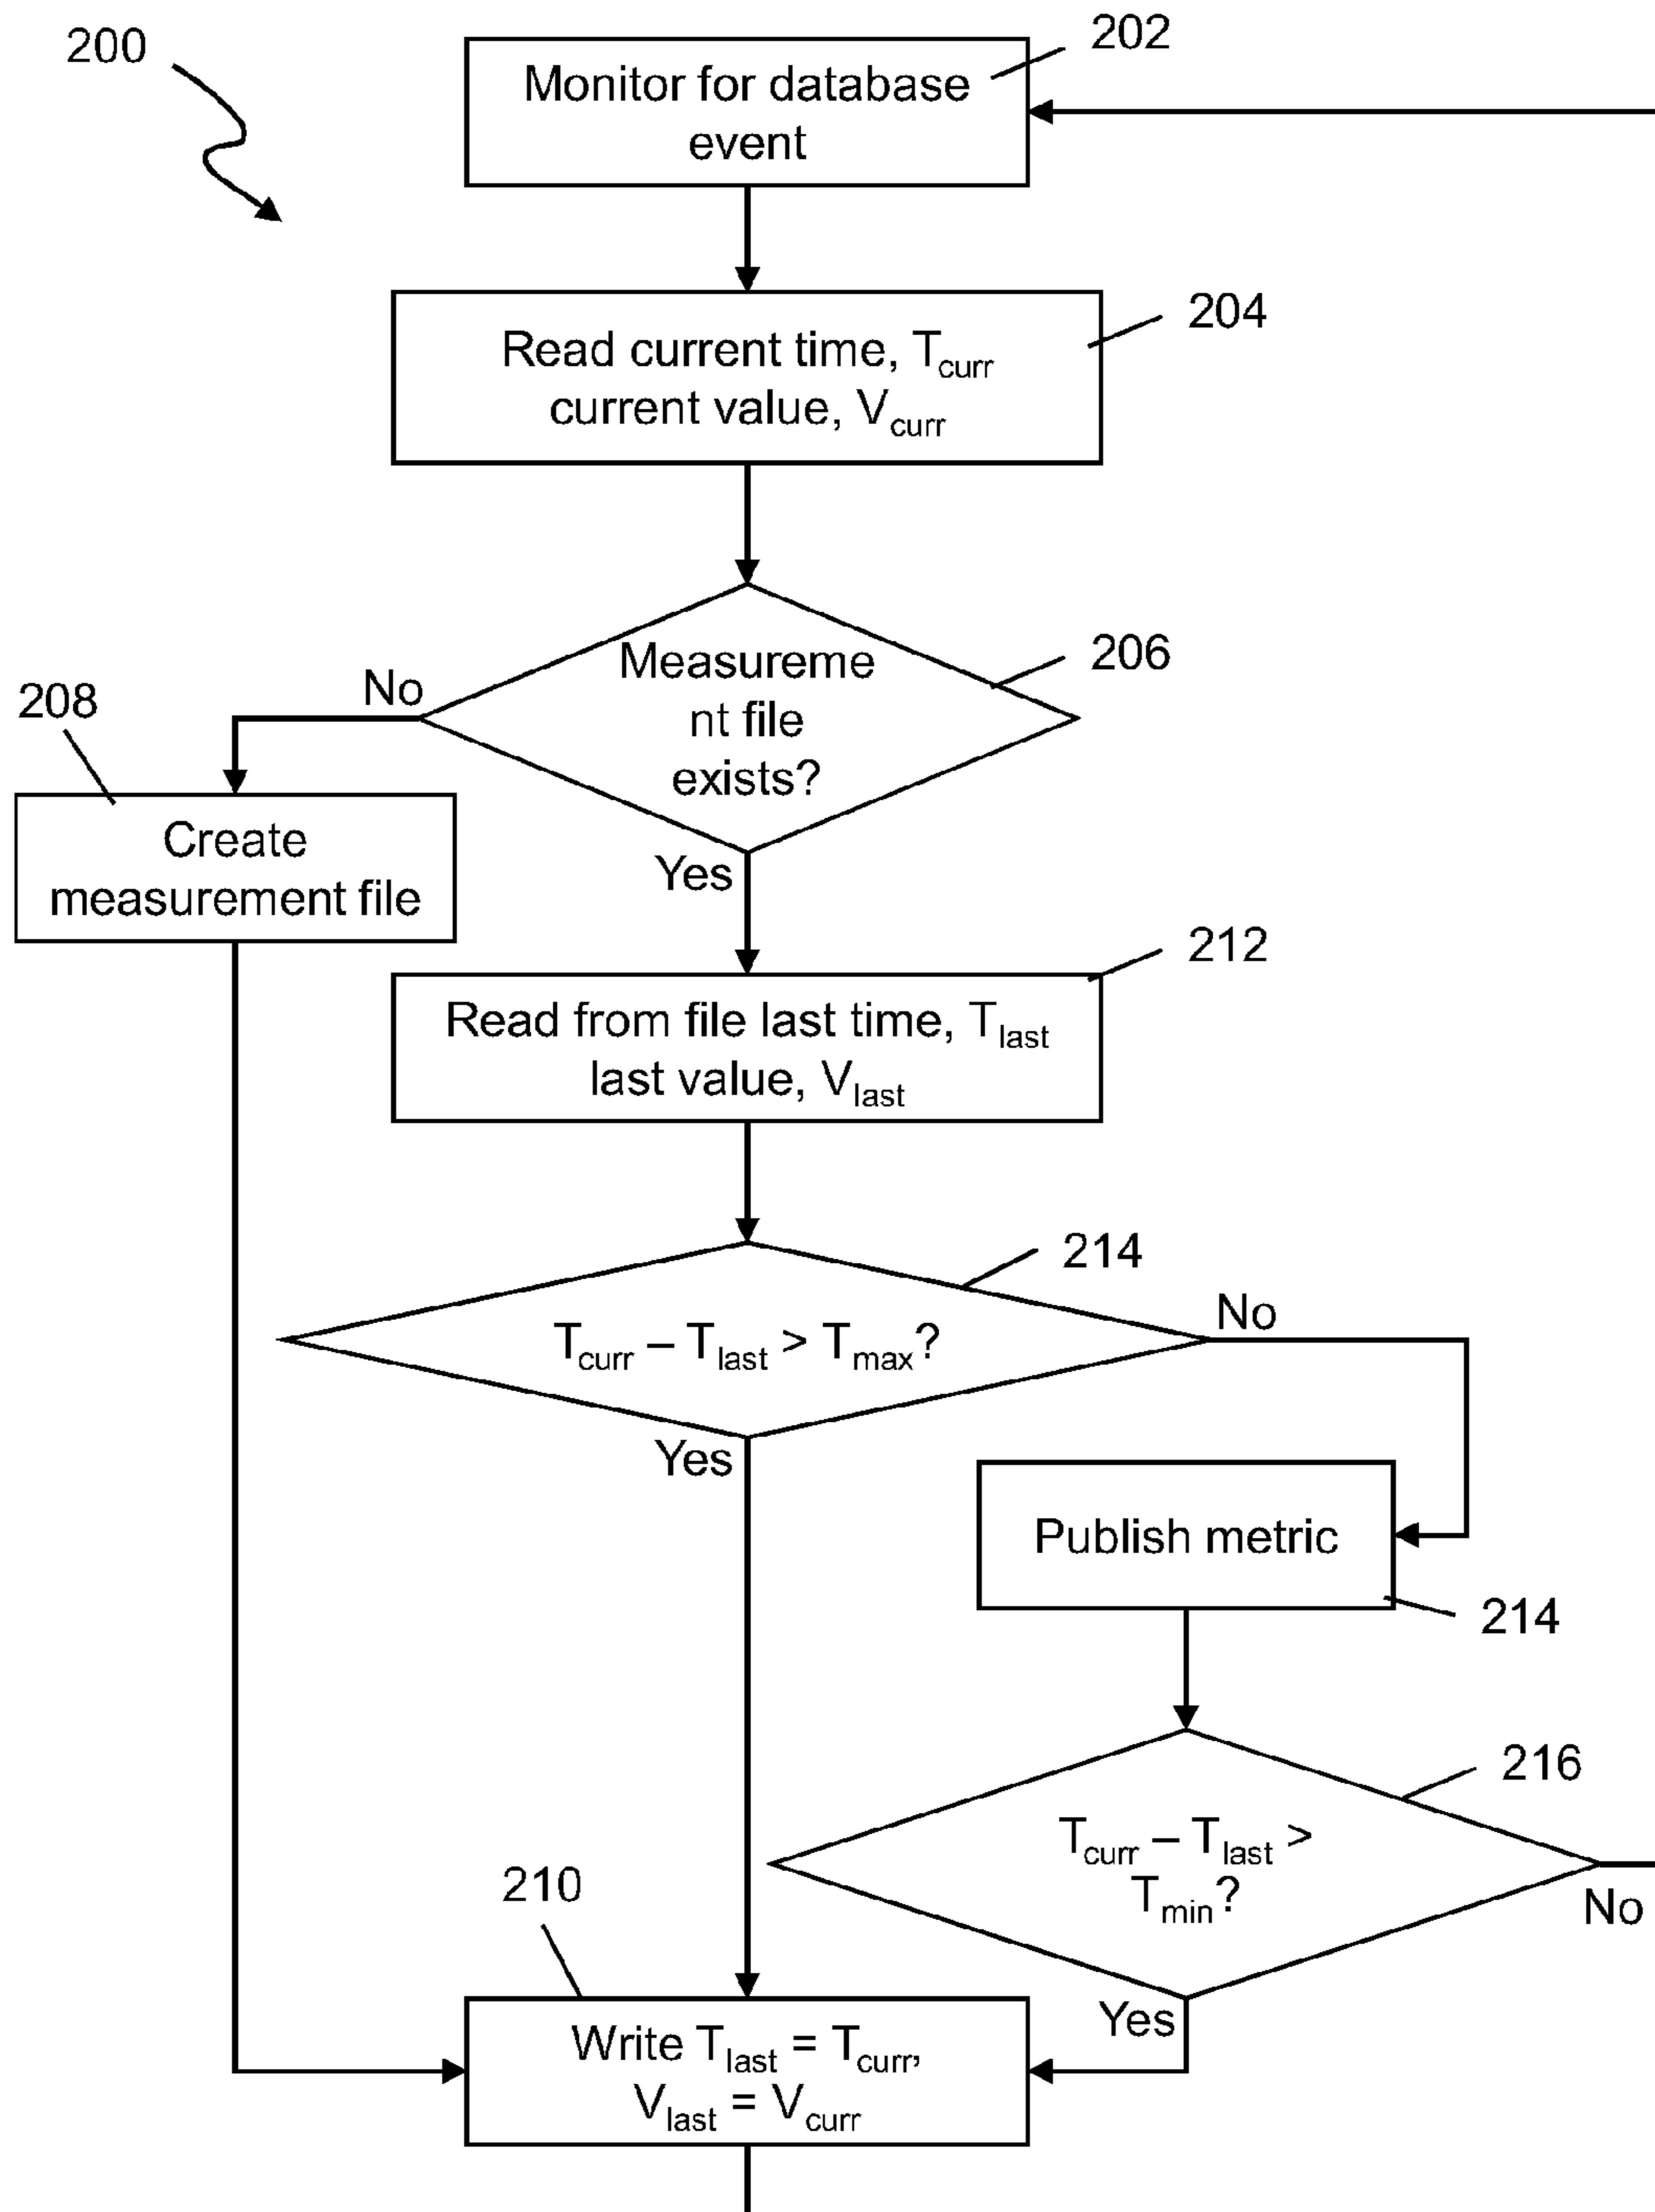 200
202
Monitor for database
event
204
Read current time, Tcurr
current value, Vcurr
206
Measureme
nt file
exists?
No
208
Create
measurement file
Yes
212
Read from file last time, Tlast
last value, Vlast
214
Tcurr – Tlast > Tmax?
No
Yes
Publish metric
214
216
Tcurr – Tlast >
Tmin?
No
210
Yes
Write Tlast = Tcurr,
Vlast = Vcurr